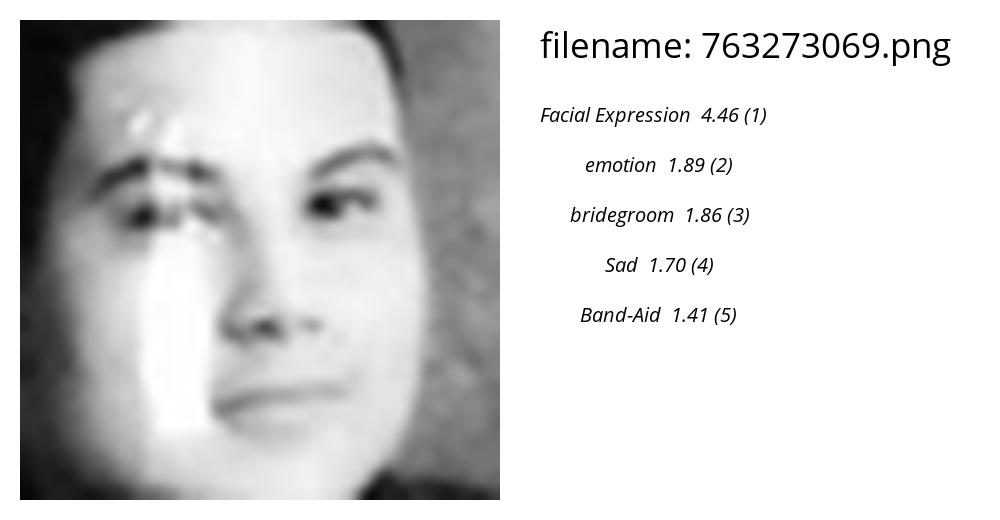 filename: 763273069.png
Facial Expression 4.46 (1)
emotion 1.89 (2)
bridegroom 1.86 (3)
Sad 1.70 (4)
Band-Aid 1.41 (5)